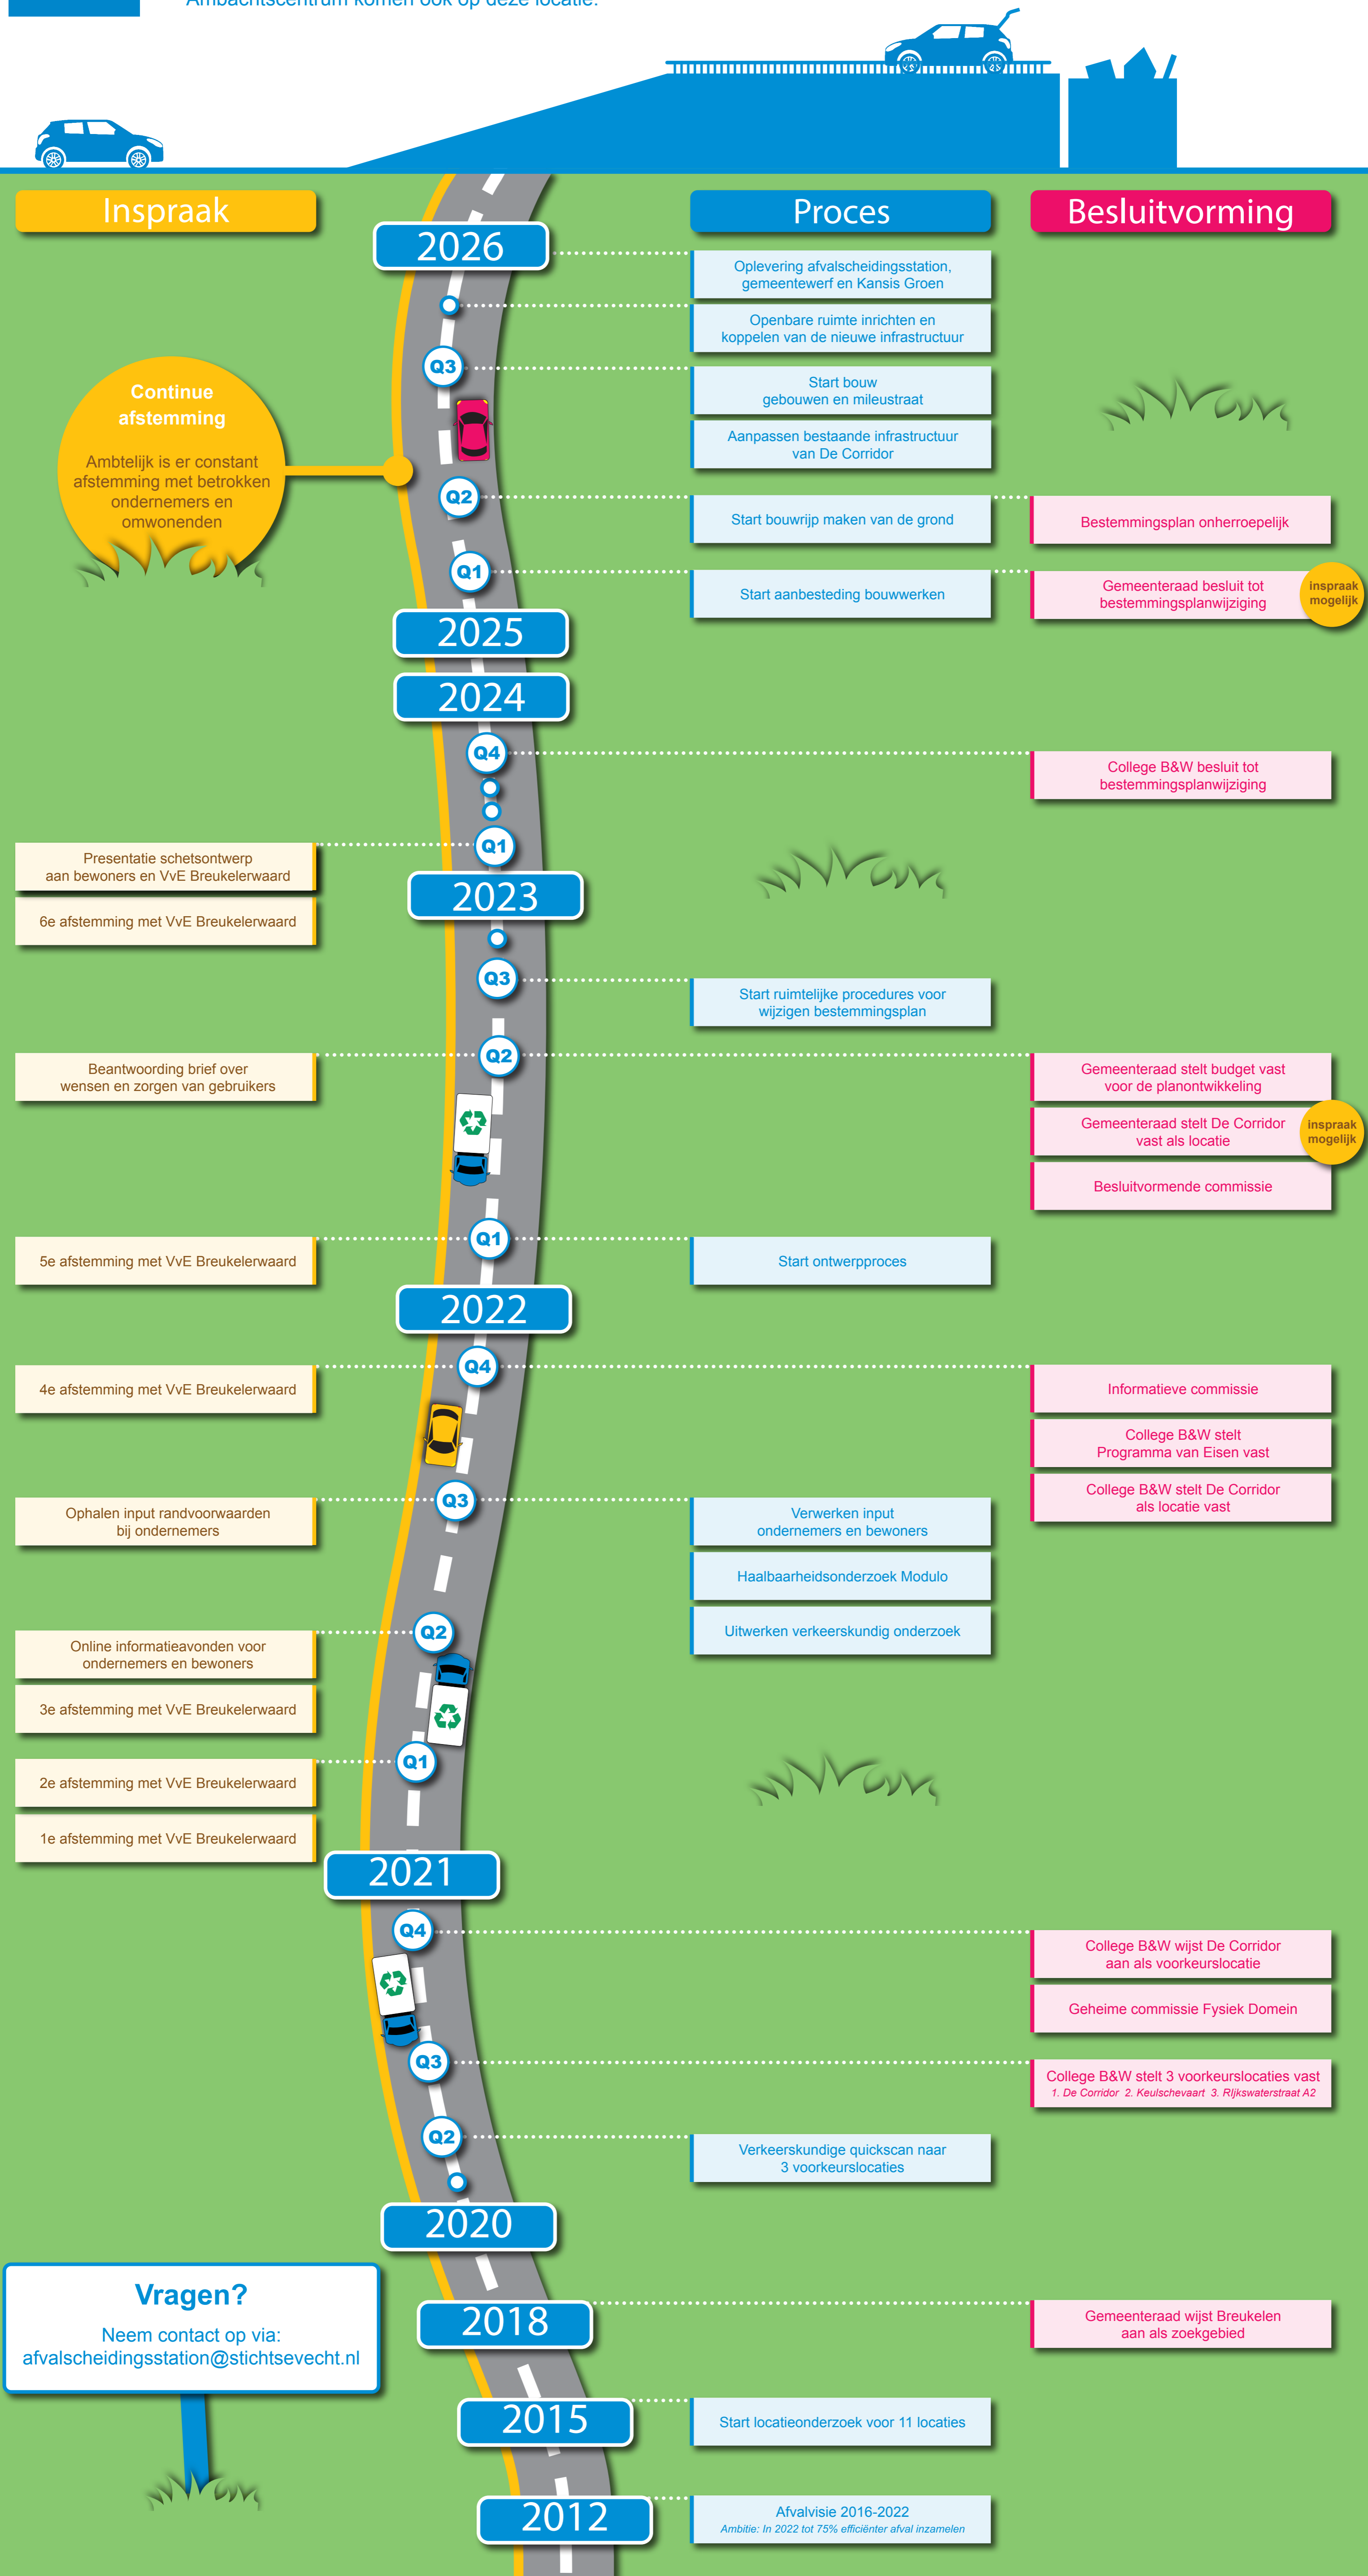 Ambachtscentrum komen ook op deze locatie.
Inspraak
Proces
Besluitvorming
2026
Oplevering afvalscheidingsstation,
gemeentewerf en Kansis Groen
Openbare ruimte inrichten en
koppelen van de nieuwe infrastructuur
Q3
Start bouw
gebouwen en mileustraat
Aanpassen bestaande infrastructuur
van De Corridor
Continue
afstemming
Ambtelijk is er constant
afstemming met betrokken
ondernemers en
omwonenden
Q2
Start bouwrijp maken van de grond
Bestemmingsplan onherroepelijk
Q1
Start aanbesteding bouwwerken
Gemeenteraad besluit tot
bestemmingsplanwijziging
inspraak
mogelijk
2025
2024
Q4
College B&W besluit tot
bestemmingsplanwijziging
Q1
Presentatie schetsontwerp
aan bewoners en VvE Breukelerwaard
6e afstemming met VvE Breukelerwaard
2023
Q3
Start ruimtelijke procedures voor
wijzigen bestemmingsplan
Q2
Beantwoording brief over
wensen en zorgen van gebruikers
Gemeenteraad stelt budget vast
voor de planontwikkeling
Gemeenteraad stelt De Corridor
vast als locatie
inspraak
mogelijk
Besluitvormende commissie
Q1
5e afstemming met VvE Breukelerwaard
Start ontwerpproces
2022
Q4
4e afstemming met VvE Breukelerwaard
Informatieve commissie
College B&W stelt
Programma van Eisen vast
College B&W stelt De Corridor
als locatie vast
Q3
Ophalen input randvoorwaarden
bij ondernemers
Verwerken input
ondernemers en bewoners
Haalbaarheidsonderzoek Modulo
Uitwerken verkeerskundig onderzoek
Q2
Online informatieavonden voor
ondernemers en bewoners
3e afstemming met VvE Breukelerwaard
Q1
2e afstemming met VvE Breukelerwaard
1e afstemming met VvE Breukelerwaard
2021
Q4
College B&W wijst De Corridor
aan als voorkeurslocatie
Geheime commissie Fysiek Domein
Q3
College B&W stelt 3 voorkeurslocaties vast
1. De Corridor 2. Keulschevaart 3. RIjkswaterstraat A2
Q2
Verkeerskundige quickscan naar
3 voorkeurslocaties
2020
Vragen?
Neem contact op via:
afvalscheidingsstation@stichtsevecht.nl
2018
Gemeenteraad wijst Breukelen
aan als zoekgebied
2015
Start locatieonderzoek voor 11 locaties
2012
Afvalvisie 2016-2022
Ambitie: In 2022 tot 75% efficiënter afval inzamelen